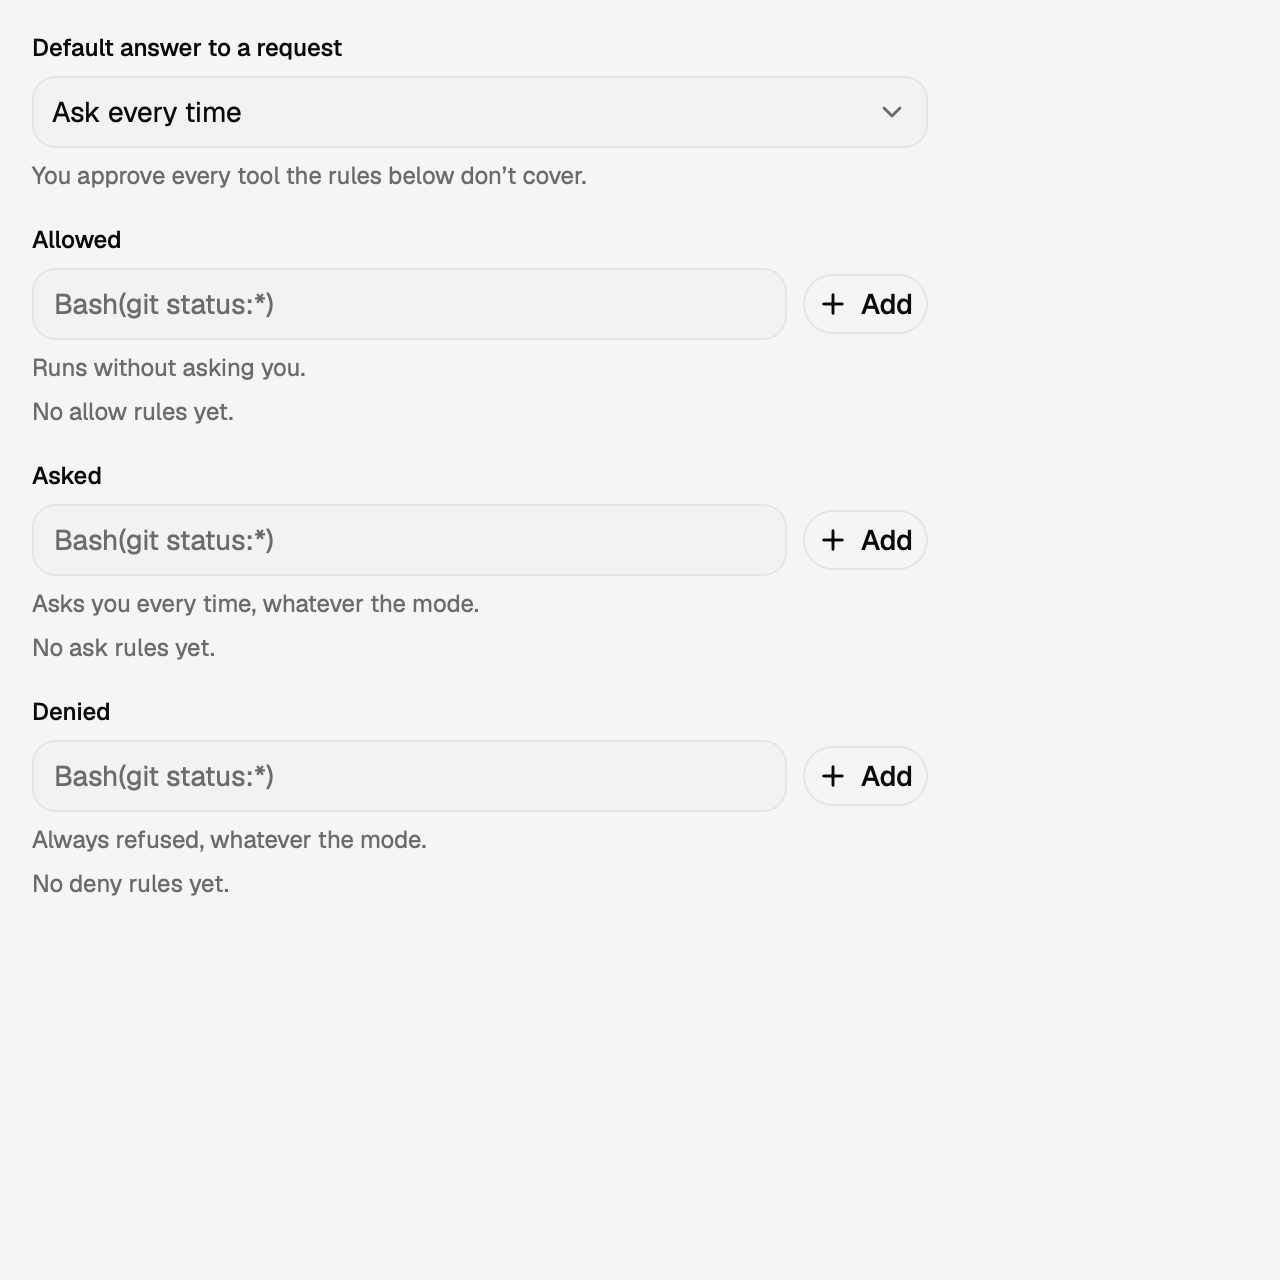 Default answer to a request
Ask every time
You approve every tool the rules below don’t cover.
Allowed
Bash(git status:*)
Add
Runs without asking you.
No allow rules yet.
Asked
Bash(git status:*)
Add
Asks you every time, whatever the mode.
No ask rules yet.
Denied
Bash(git status:*)
Add
Always refused, whatever the mode.
No deny rules yet.